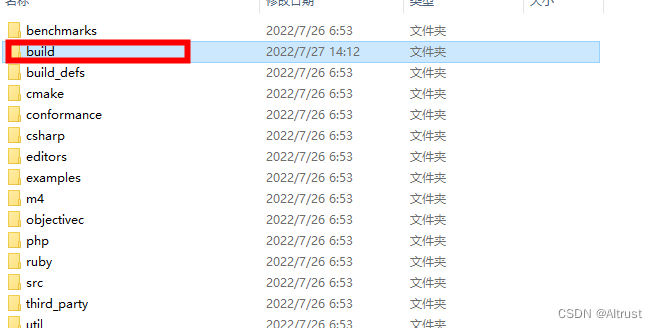 名称 修改日期 类型 大小
benchmarks 2022/7/26 6:53 文件夹
build 2022/7/27 14:12 文件夹
build_defs 2022/7/26 6:53 文件夹
cmake 2022/7/26 6:53 文件夹
conformance 2022/7/26 6:53 文件夹
csharp 2022/7/26 6:53 文件夹
editors 2022/7/26 6:53 文件夹
examples 2022/7/26 6:53 文件夹
m4 2022/7/26 6:53 文件夹
objectivec 2022/7/26 6:53 文件夹
php 2022/7/26 6:53 文件夹
ruby 2022/7/26 6:53 文件夹
src 2022/7/26 6:53 文件夹
third_party 2022/7/26 6:53 文件夹
util 2022/7/26 6:53 文件夹
CSDN @Altrust